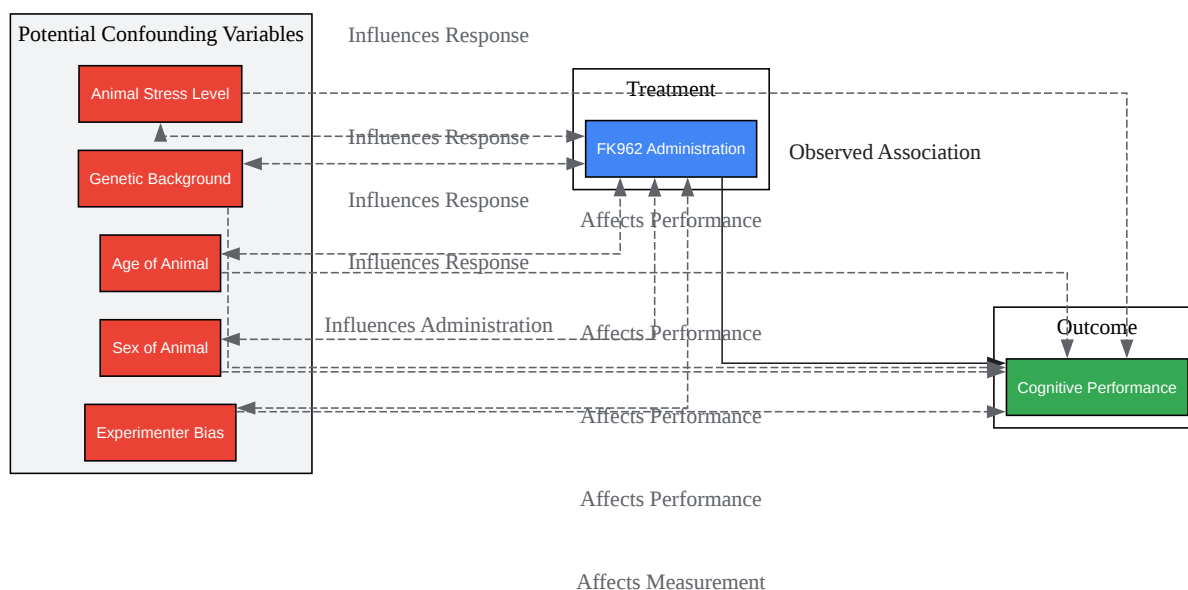 Potential Confounding Variables
Animal Stress Level
Genetic Background
Age of Animal
Sex of Animal
Experimenter Bias
Influences Response
Influences Response
Influences Response
Influences Response
Influences Administration
Treatment
FK962 Administration
Observed Association
Affects Performance
Affects Performance
Affects Performance
Affects Performance
Affects Measurement
Outcome
Cognitive Performance